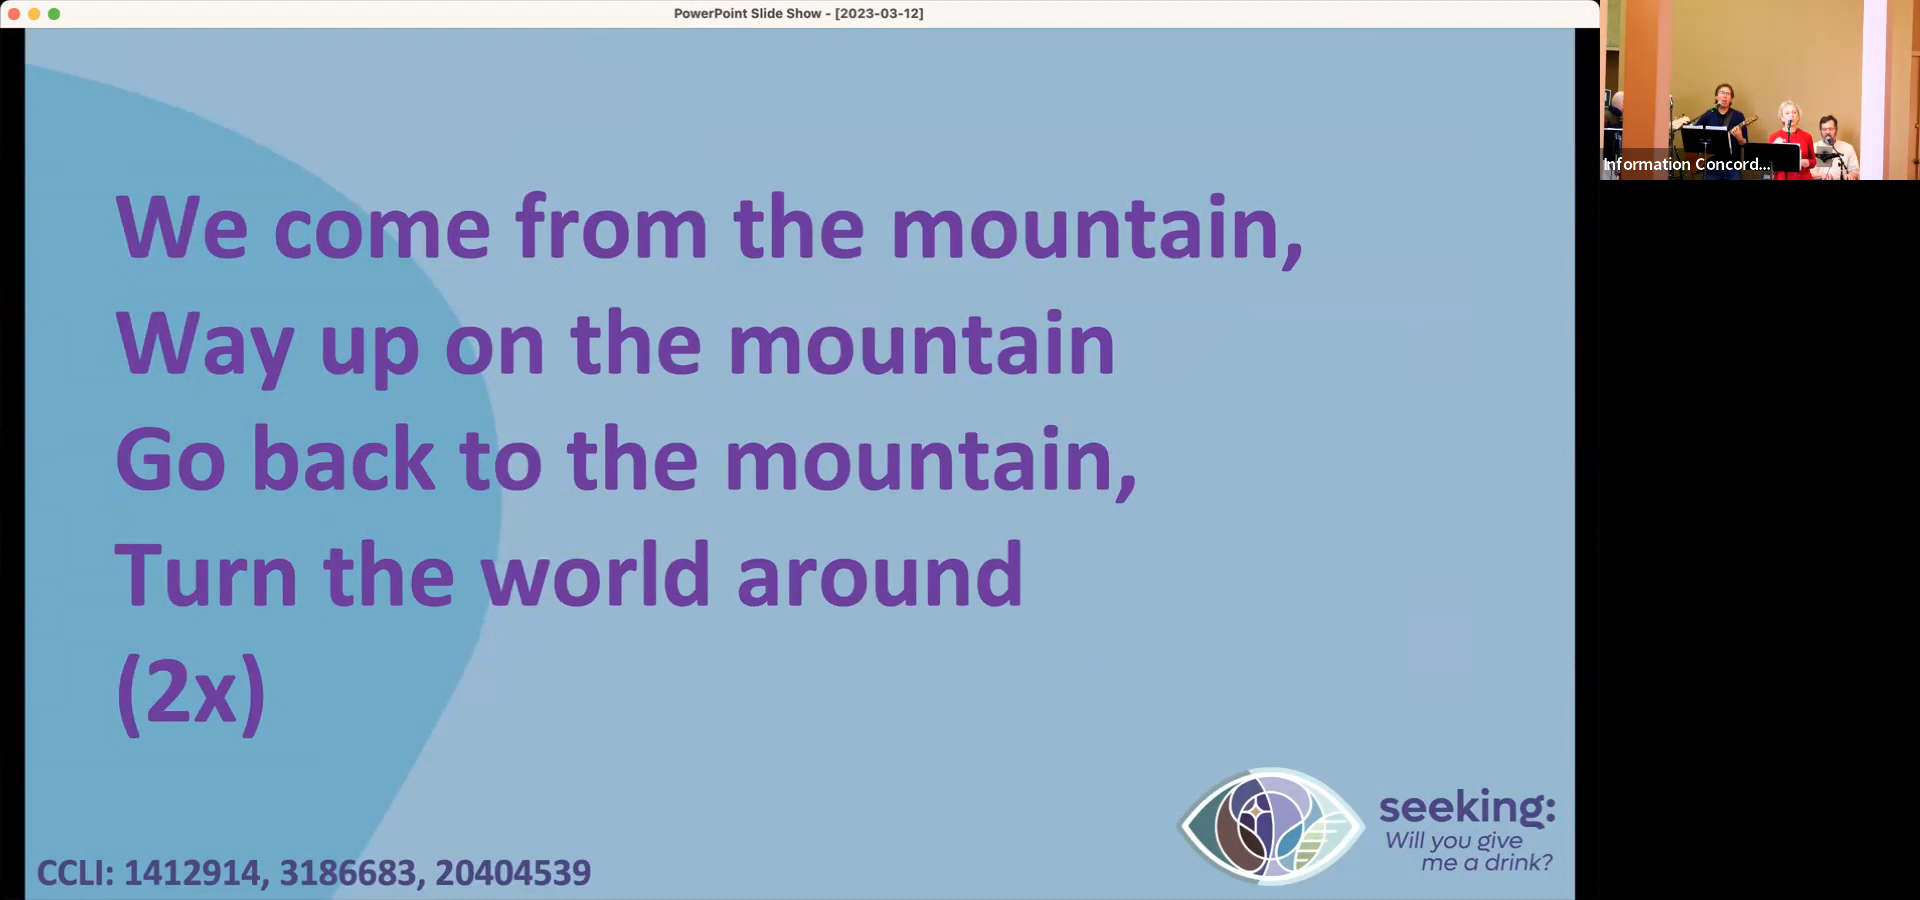 PowerPoint Slide Show - [2023-03-12]
Information Concord...
We come from the mountain,
Way up on the mountain
Go back to the mountain,
Turn the world around
(2x)
seeking:
Will you give
me a drink?
CCLI: 1412914, 3186683, 20404539